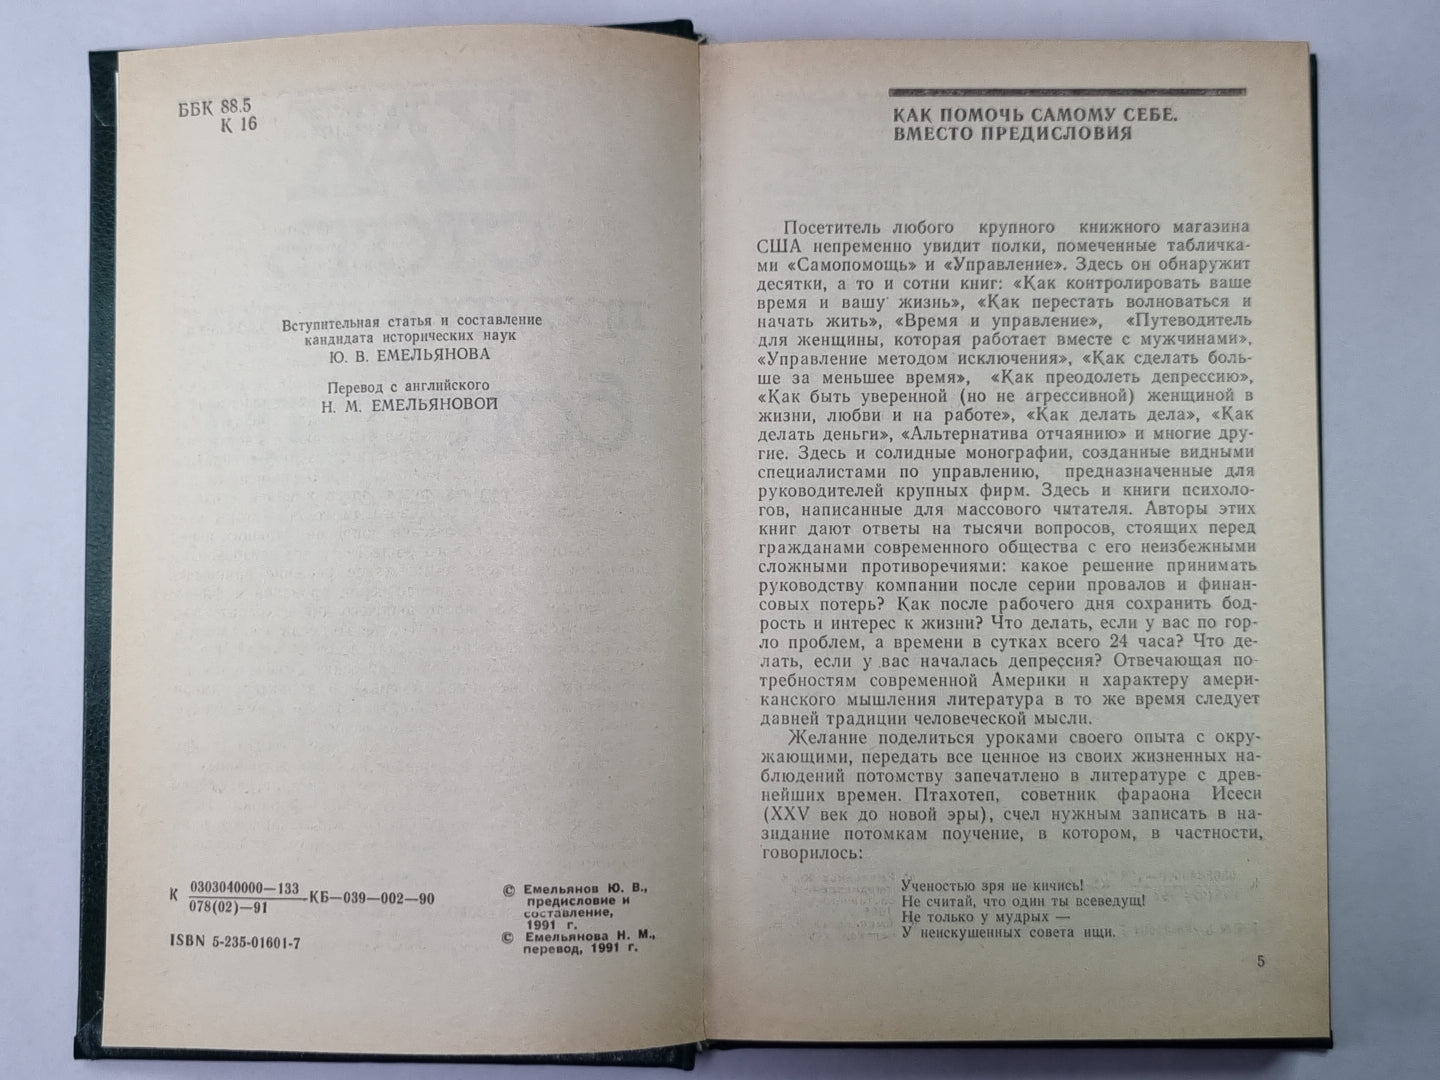 ББК 88.5
К 16
Вступительная статья и составление
кандидата исторических наук
Ю. В. ЕМЕЛЬЯНОВА
Перевод с английского
Н. М. ЕМЕЛЬЯНОВОЙ
К 0303040000—133
078(02)—91
КБ—039—002—90
ISBN 5-235-01601-7
© Емельянов Ю. В.,
предисловие и
составление,
1991 г.
© Емельянова Н. М.,
перевод, 1991 г.
КАК ПОМОЧЬ САМОМУ СЕБЕ.
ВМЕСТО ПРЕДИСЛОВИЯ
Посетитель любого крупного книжного магазина
США непременно увидит полки, помеченные табличка-
ми «Самопомощь» и «Управление». Здесь он обнаружит
десятки, а то и сотни книг: «Как контролировать ваше
время и вашу жизнь», «Как перестать волноваться и
начать жить», «Время и управление», «Путеводитель
для женщины, которая работает вместе с мужчинами»,
«Управление методом исключения», «Как сделать боль-
ше за меньшее время», «Как преодолеть депрессию»,
«Как быть уверенной (но не агрессивной) женщиной в
жизни, любви и на работе», «Как делать дела», «Как
делать деньги», «Альтернатива отчаянию» и многие дру-
гие. Здесь и солидные монографии, созданные видными
специалистами по управлению, предназначенные для
руководителей крупных фирм. Здесь и книги психоло-
гов, написанные для массового читателя. Авторы этих
книг дают ответы на тысячи вопросов, стоящих перед
гражданами современного общества с его неизбежными
сложными противоречиями: какое решение принимать
руководству компании после серии провалов и финан-
совых потерь? Как после рабочего дня сохранить бод-
рость и интерес к жизни? Что делать, если у вас по гор-
ло проблем, а времени в сутках всего 24 часа? Что де-
лать, если у вас началась депрессия? Отвечающая по-
требностям современной Америки и характеру амери-
канского мышления литература в то же время следует
давней традиции человеческой мысли.
Желание поделиться уроками своего опыта с окру-
жающими, передать все ценное из своих жизненных на-
блюдений потомству запечатлено в литературе с древ-
нейших времен. Птахотеп, советник фараона Исеси
(XXV век до новой эры), счел нужным записать в на-
зидание потомкам поучение, в котором, в частности,
говорилось:
Ученостью зря не кичись!
Не считай, что один ты всеведущ!
Не только у мудрых —
У неискушенных совета ищи.
5